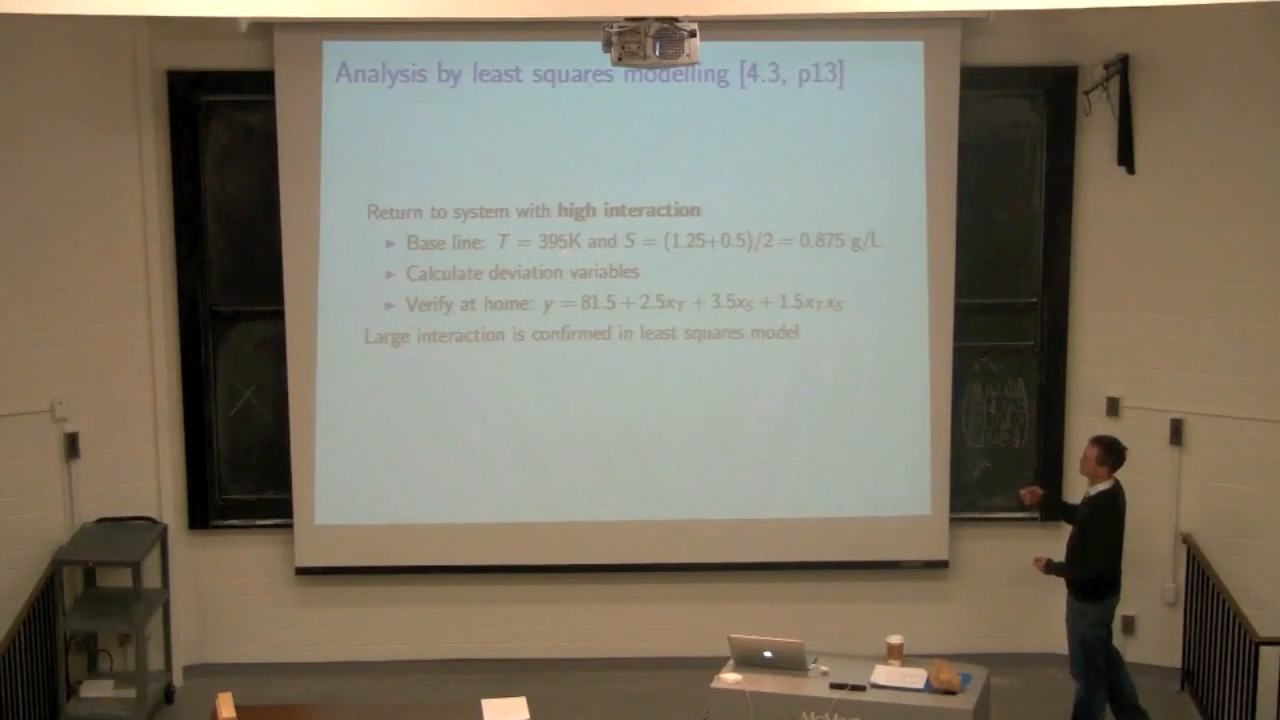 Analysis by least squares modelling [4.3, p13]
Return to system with high interaction
► Base line: T = 395K and S = (1.25+0.5)/2 = 0.875 g/L
► Calculate deviation variables
► Verify at home: y = 81.5 + 2.5x_T + 3.5x_S + 1.5x_Tx_S
Large interaction is confirmed in least squares model